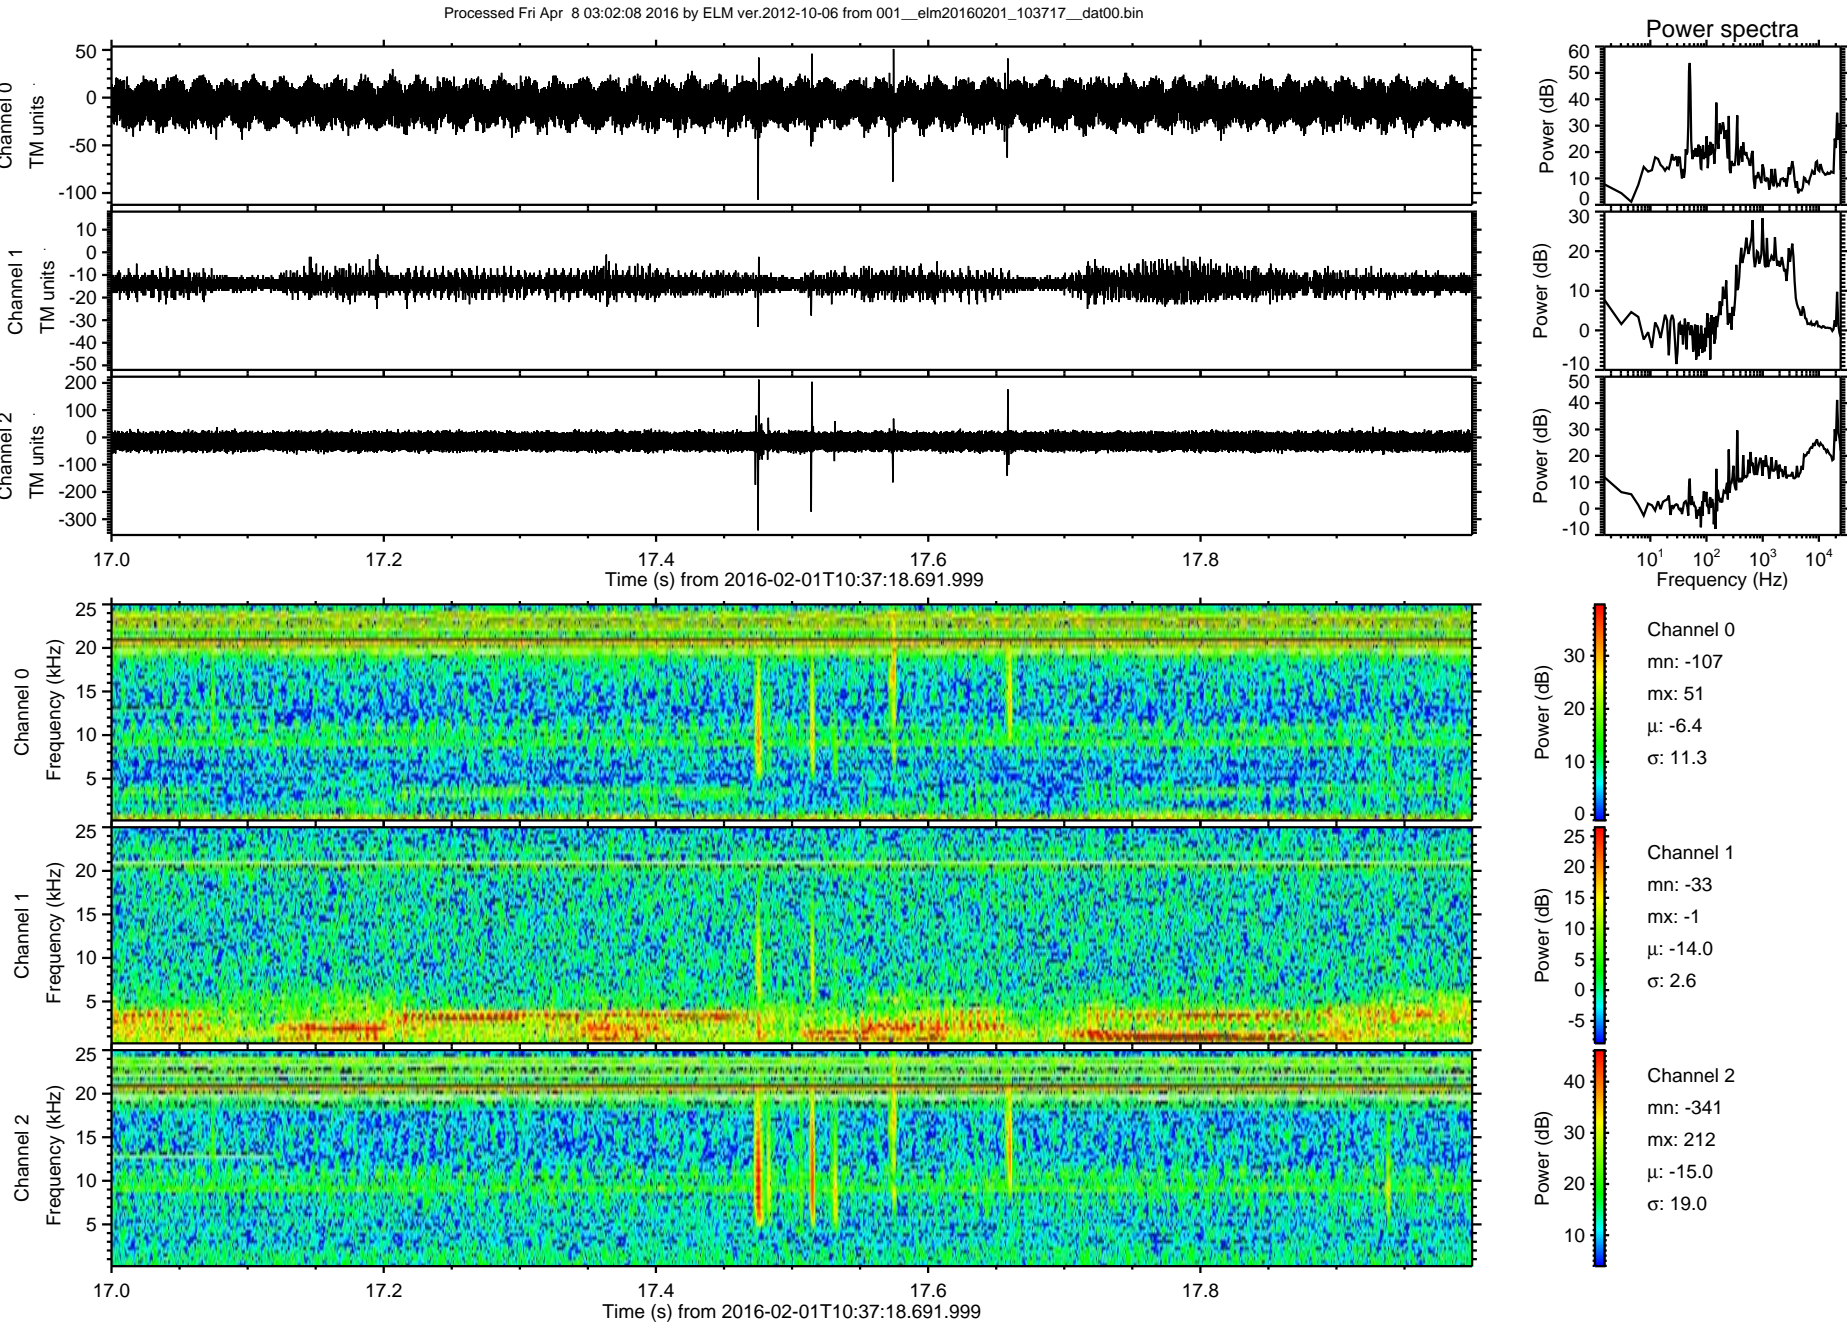 Processed Fri Apr  8 03:02:08 2016 by ELM ver.2012-10-06 from 001__elm20160201_103717__dat00.bin
Power spectra
Channel 0
TM units
50
0
-50
-100
Power (dB)
60
50
40
30
20
10
0
Channel 1
TM units
10
0
-10
-20
-30
-40
-50
Power (dB)
30
20
10
0
-10
Channel 2
TM units
200
100
0
-100
-200
-300
Power (dB)
50
40
30
20
10
0
-10
17.0 17.2 17.4 17.6 17.8
Time (s) from 2016-02-01T10:37:18.691.999
10¹ 10² 10³ 10⁴
Frequency (Hz)
Channel 0
Frequency (kHz)
25
20
15
10
5
Power (dB)
30
20
10
0
Channel 0
mn: -107
mx: 51
μ: -6.4
σ: 11.3
Channel 1
Frequency (kHz)
25
20
15
10
5
Power (dB)
25
20
15
10
5
0
-5
Channel 1
mn: -33
mx: -1
μ: -14.0
σ: 2.6
Channel 2
Frequency (kHz)
25
20
15
10
5
Power (dB)
40
30
20
10
Channel 2
mn: -341
mx: 212
μ: -15.0
σ: 19.0
17.0 17.2 17.4 17.6 17.8
Time (s) from 2016-02-01T10:37:18.691.999